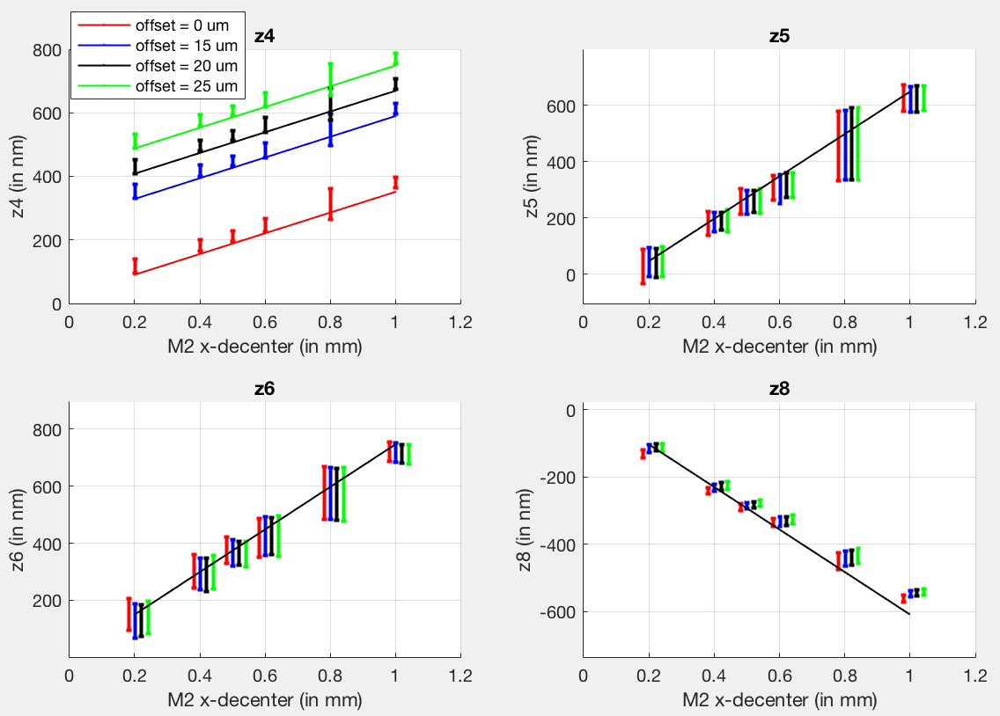 offset = 0 um
offset = 15 um
offset = 20 um
offset = 25 um
z4
800
600
400
200
0
z4 (in nm)
0 0.2 0.4 0.6 0.8 1 1.2
M2 x-decenter (in mm)
z5
600
400
200
0
z5 (in nm)
0 0.2 0.4 0.6 0.8 1 1.2
M2 x-decenter (in mm)
z6
800
600
400
200
z6 (in nm)
0 0.2 0.4 0.6 0.8 1 1.2
M2 x-decenter (in mm)
z8
0
-200
-400
-600
z8 (in nm)
0 0.2 0.4 0.6 0.8 1 1.2
M2 x-decenter (in mm)